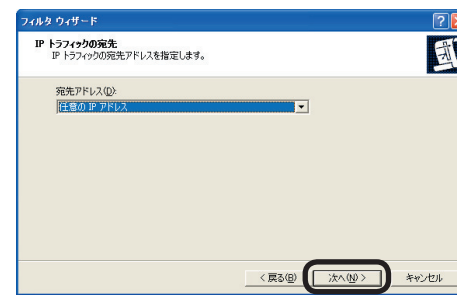 フィルタ ウィザード
IP トラフィックの宛先
IP トラフィックの宛先アドレスを指定します。
宛先アドレス(D):
任意の IP アドレス
< 戻る(B)
次へ(N) >
キャンセル